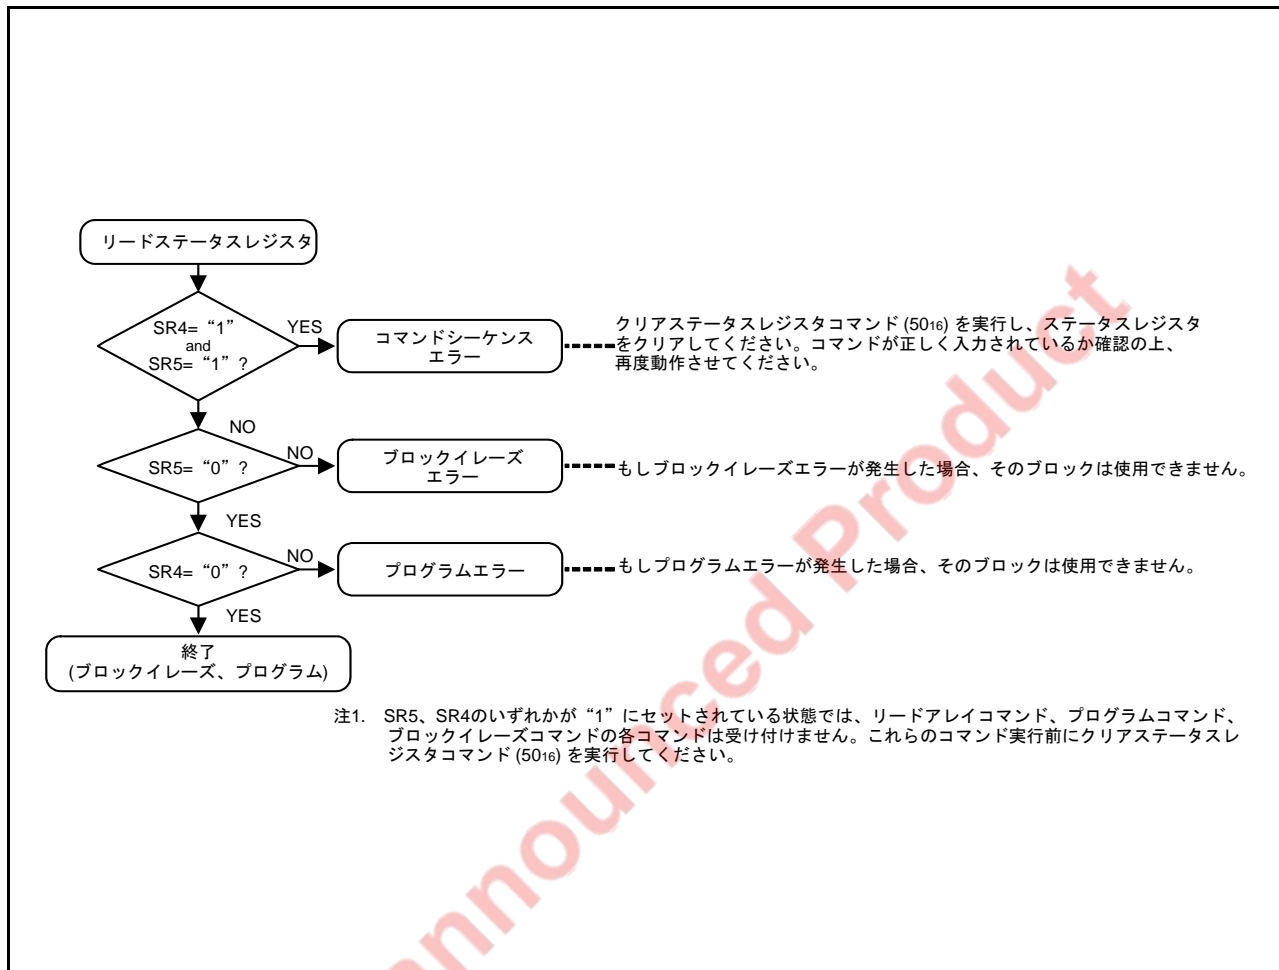 リードステータスレジスタ
SR4= “1”
and
SR5= “1” ?
YES
コマンドシーケンス
エラー
クリアステータスレジスタコマンド (5016) を実行し、ステータスレジスタ
をクリアしてください。コマンドが正しく入力されているか確認の上、
再度動作させてください。
NO
SR5= “0” ?
NO
ブロックイレーズ
エラー
もしブロックイレーズエラーが発生した場合、そのブロックは使用できません。
YES
SR4= “0” ?
NO
プログラムエラー
もしプログラムエラーが発生した場合、そのブロックは使用できません。
YES
終了
(ブロックイレーズ、プログラム)
注1. SR5、SR4のいずれかが “1” にセットされている状態では、リードアレイコマンド、プログラムコマンド、
ブロックイレーズコマンドの各コマンドは受け付けません。これらのコマンド実行前にクリアステータスレ
ジスタコマンド (5016) を実行してください。
nnounced Product